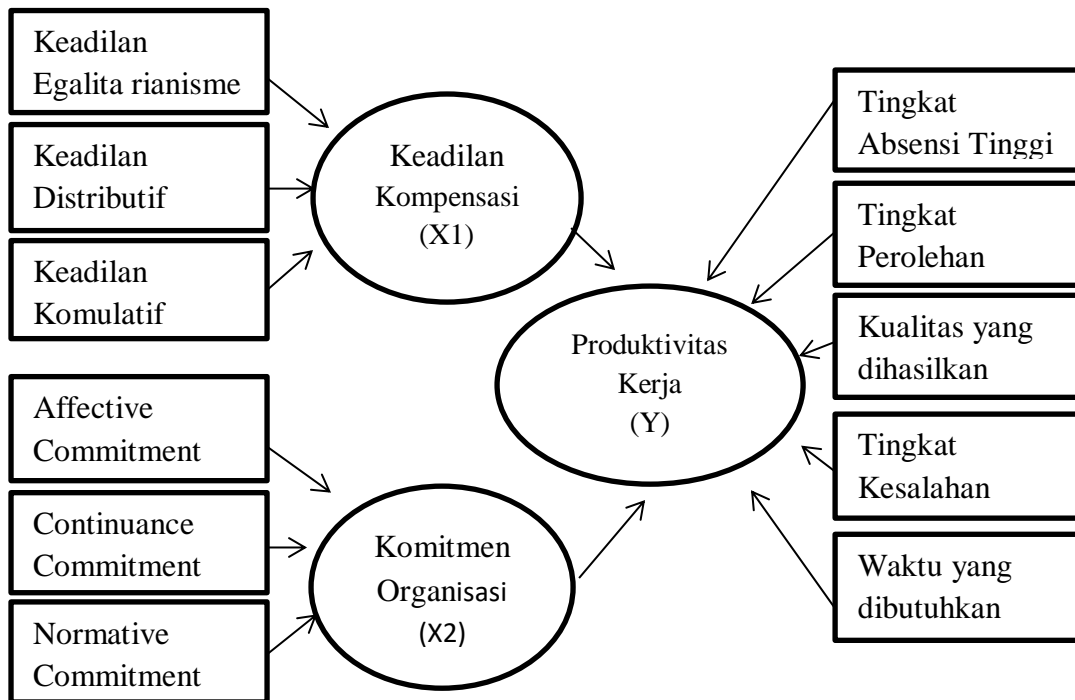 Keadilan
Egalita rianisme
Keadilan
Distributif
Keadilan
Komulatif
Affective
Commitment
Continuance
Commitment
Normative
Commitment
Keadilan
Kompensasi
(X1)
Komitmen
Organisasi
(X2)
Produktivitas
Kerja
(Y)
Tingkat
Absensi Tinggi
Tingkat
Perolehan
Kualitas yang
dihasilkan
Tingkat
Kesalahan
Waktu yang
dibutuhkan